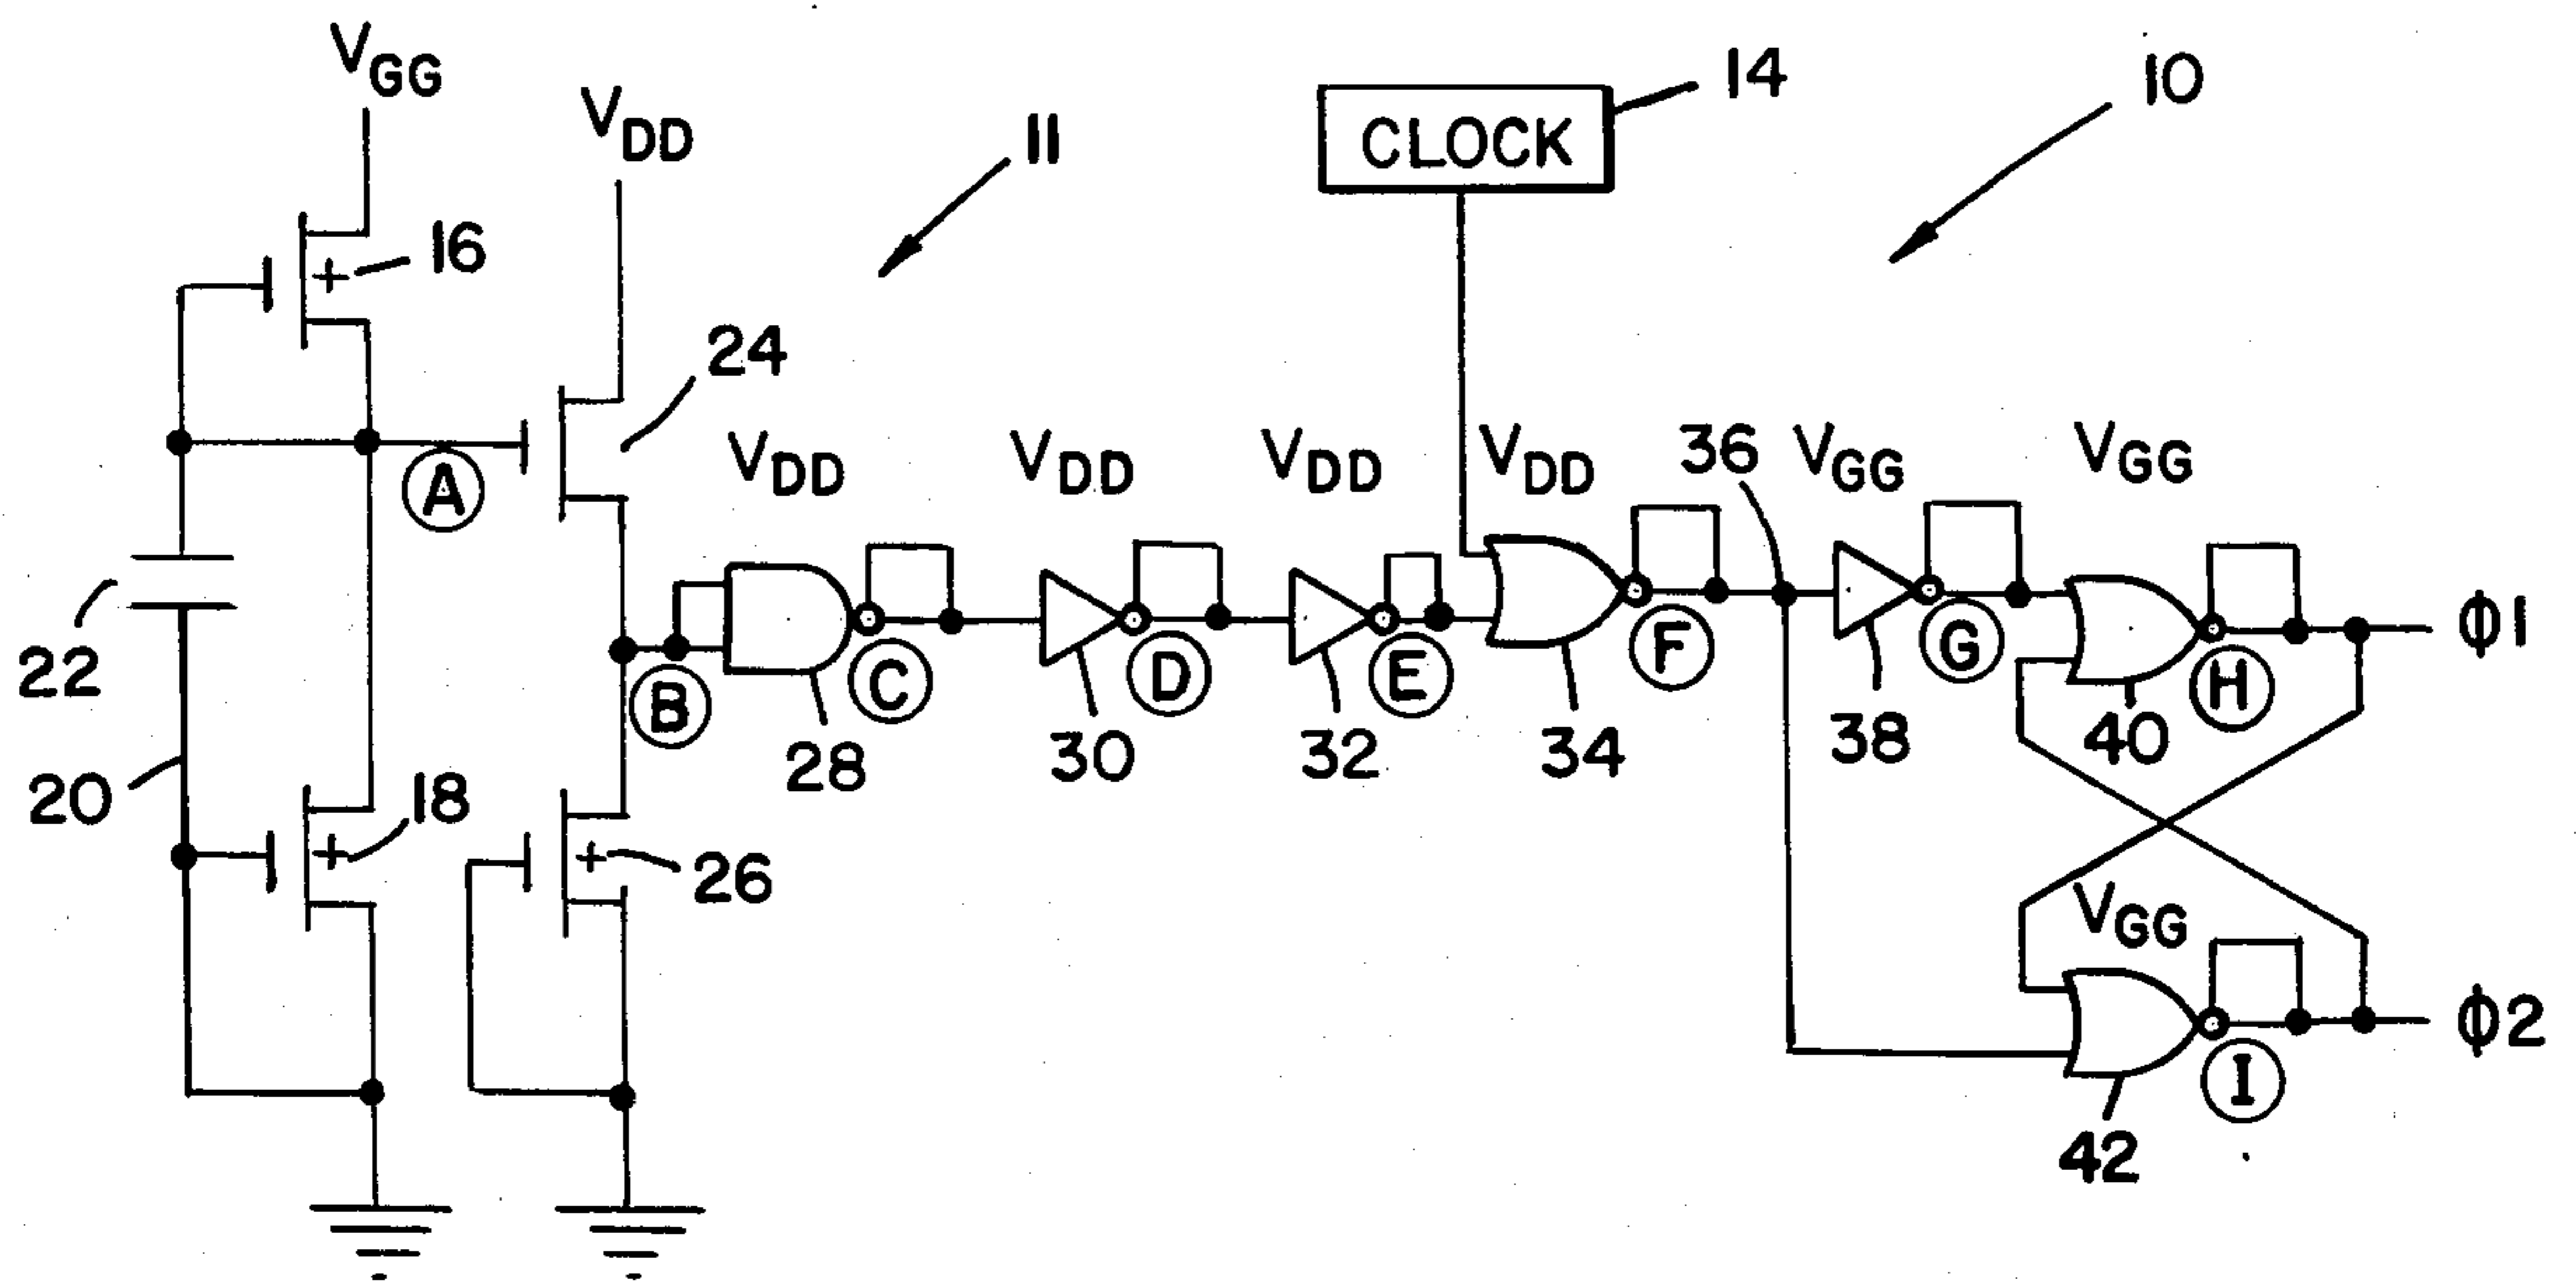 VGG
VDD
11
CLOCK
14
10
+
16
24
VDD
VDD
VDD
VDD
36
VGG
VGG
A
22
B
C
D
E
F
G
H
28
30
32
34
38
40
φ1
20
+
18
+
26
VGG
I
42
φ2